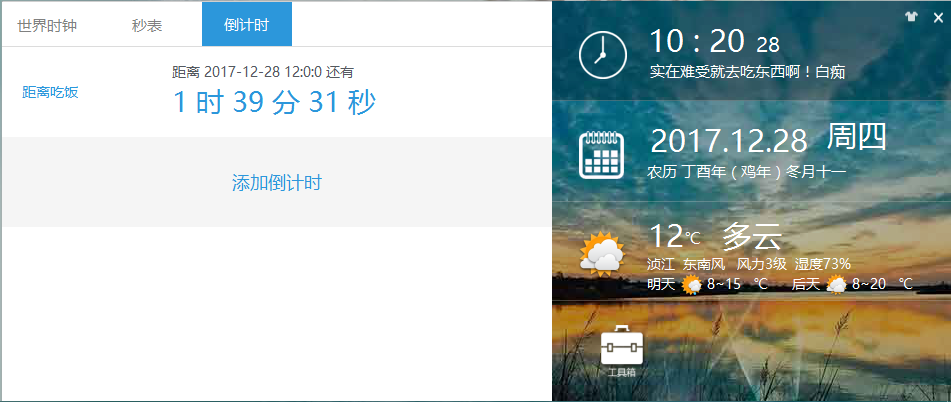 世界时钟 秒表 倒计时
距离吃饭
距离 2017-12-28 12:0:0 还有
1 时 39 分 31 秒
添加倒计时
10 : 20 28
实在难受就去吃东西啊！白痴
2017.12.28 周四
农历 丁酉年 ( 鸡年 ) 冬月十一
12℃ 多云
浈江 东南风 风力3级 湿度73%
明天 8~15 ℃ 后天 8~20 ℃
工具箱